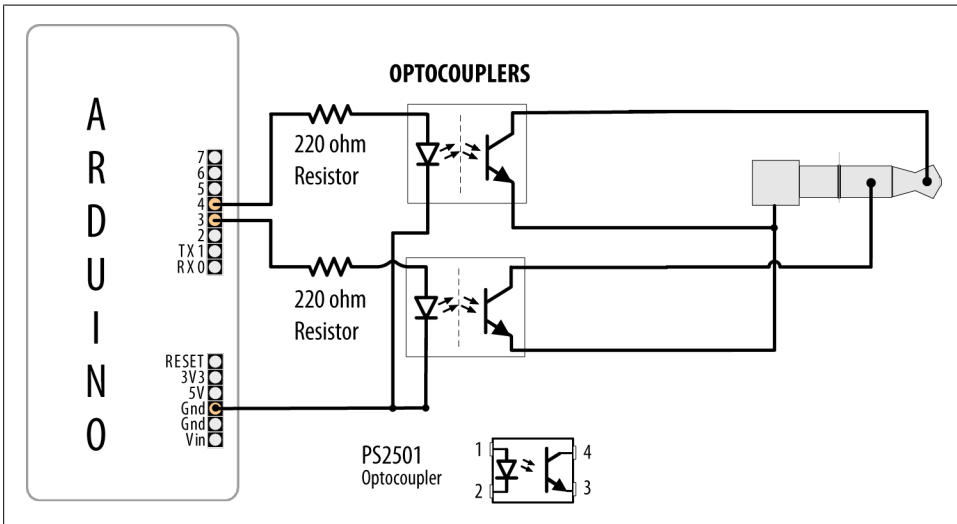 OPTOCOUPLERS
ARDUINO
220 ohm
Resistor
7
6
5
4
3
2
TX 1
RX 0
220 ohm
Resistor
RESET
3V3
5V
Gnd
Gnd
Vin
PS2501
Optocoupler
1
2
4
3